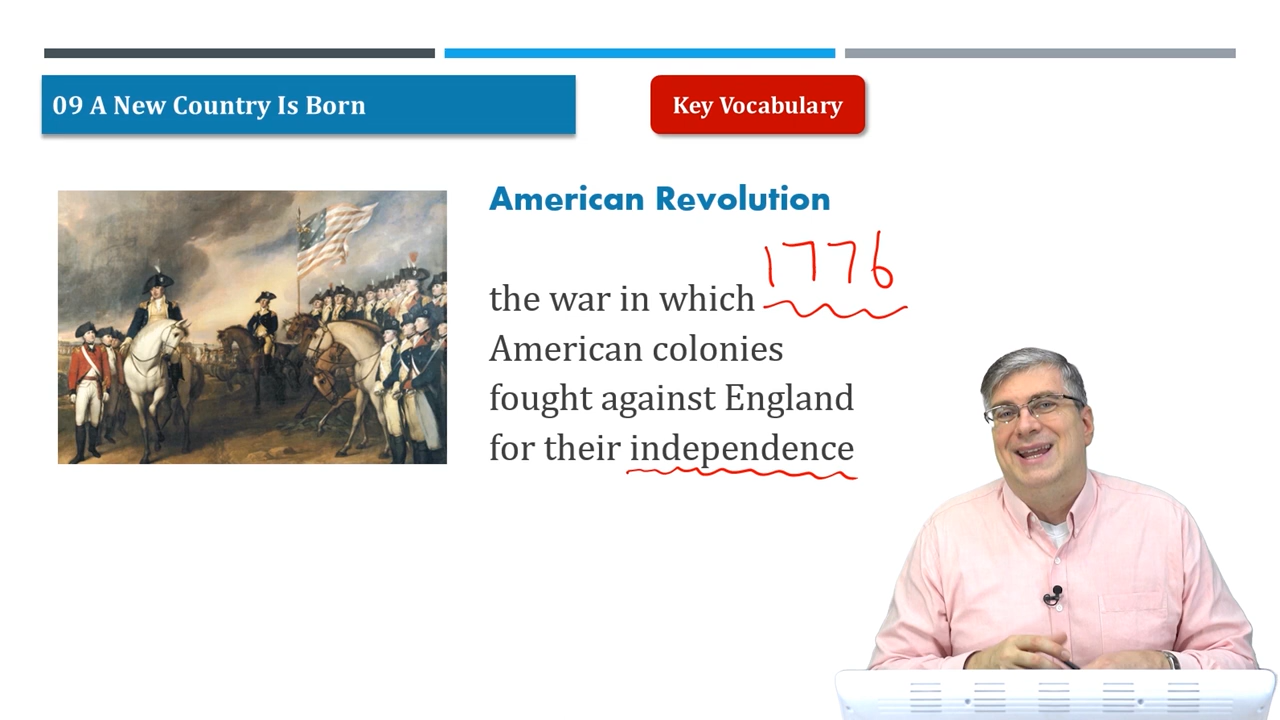 09 A New Country Is Born
Key Vocabulary
American Revolution
1776
the war in which
American colonies
fought against England
for their independence